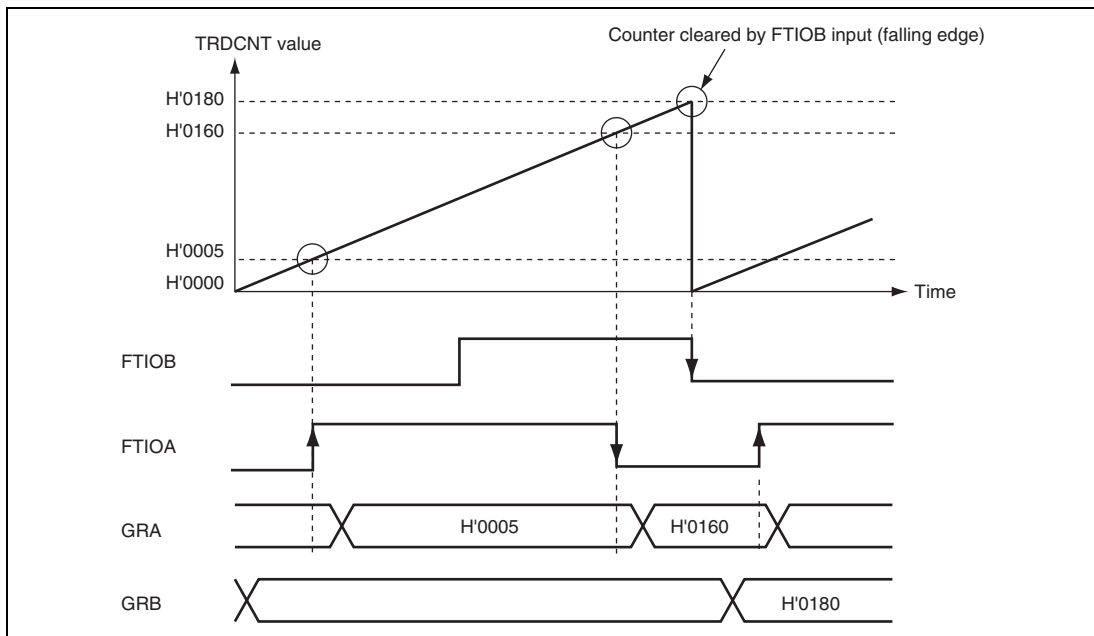 Counter cleared by FTIOB input (falling edge)
TRDCNT value
H'0180
H'0160
H'0005
H'0000
Time
FTIOB
FTIOA
GRA
H'0005
H'0160
GRB
H'0180